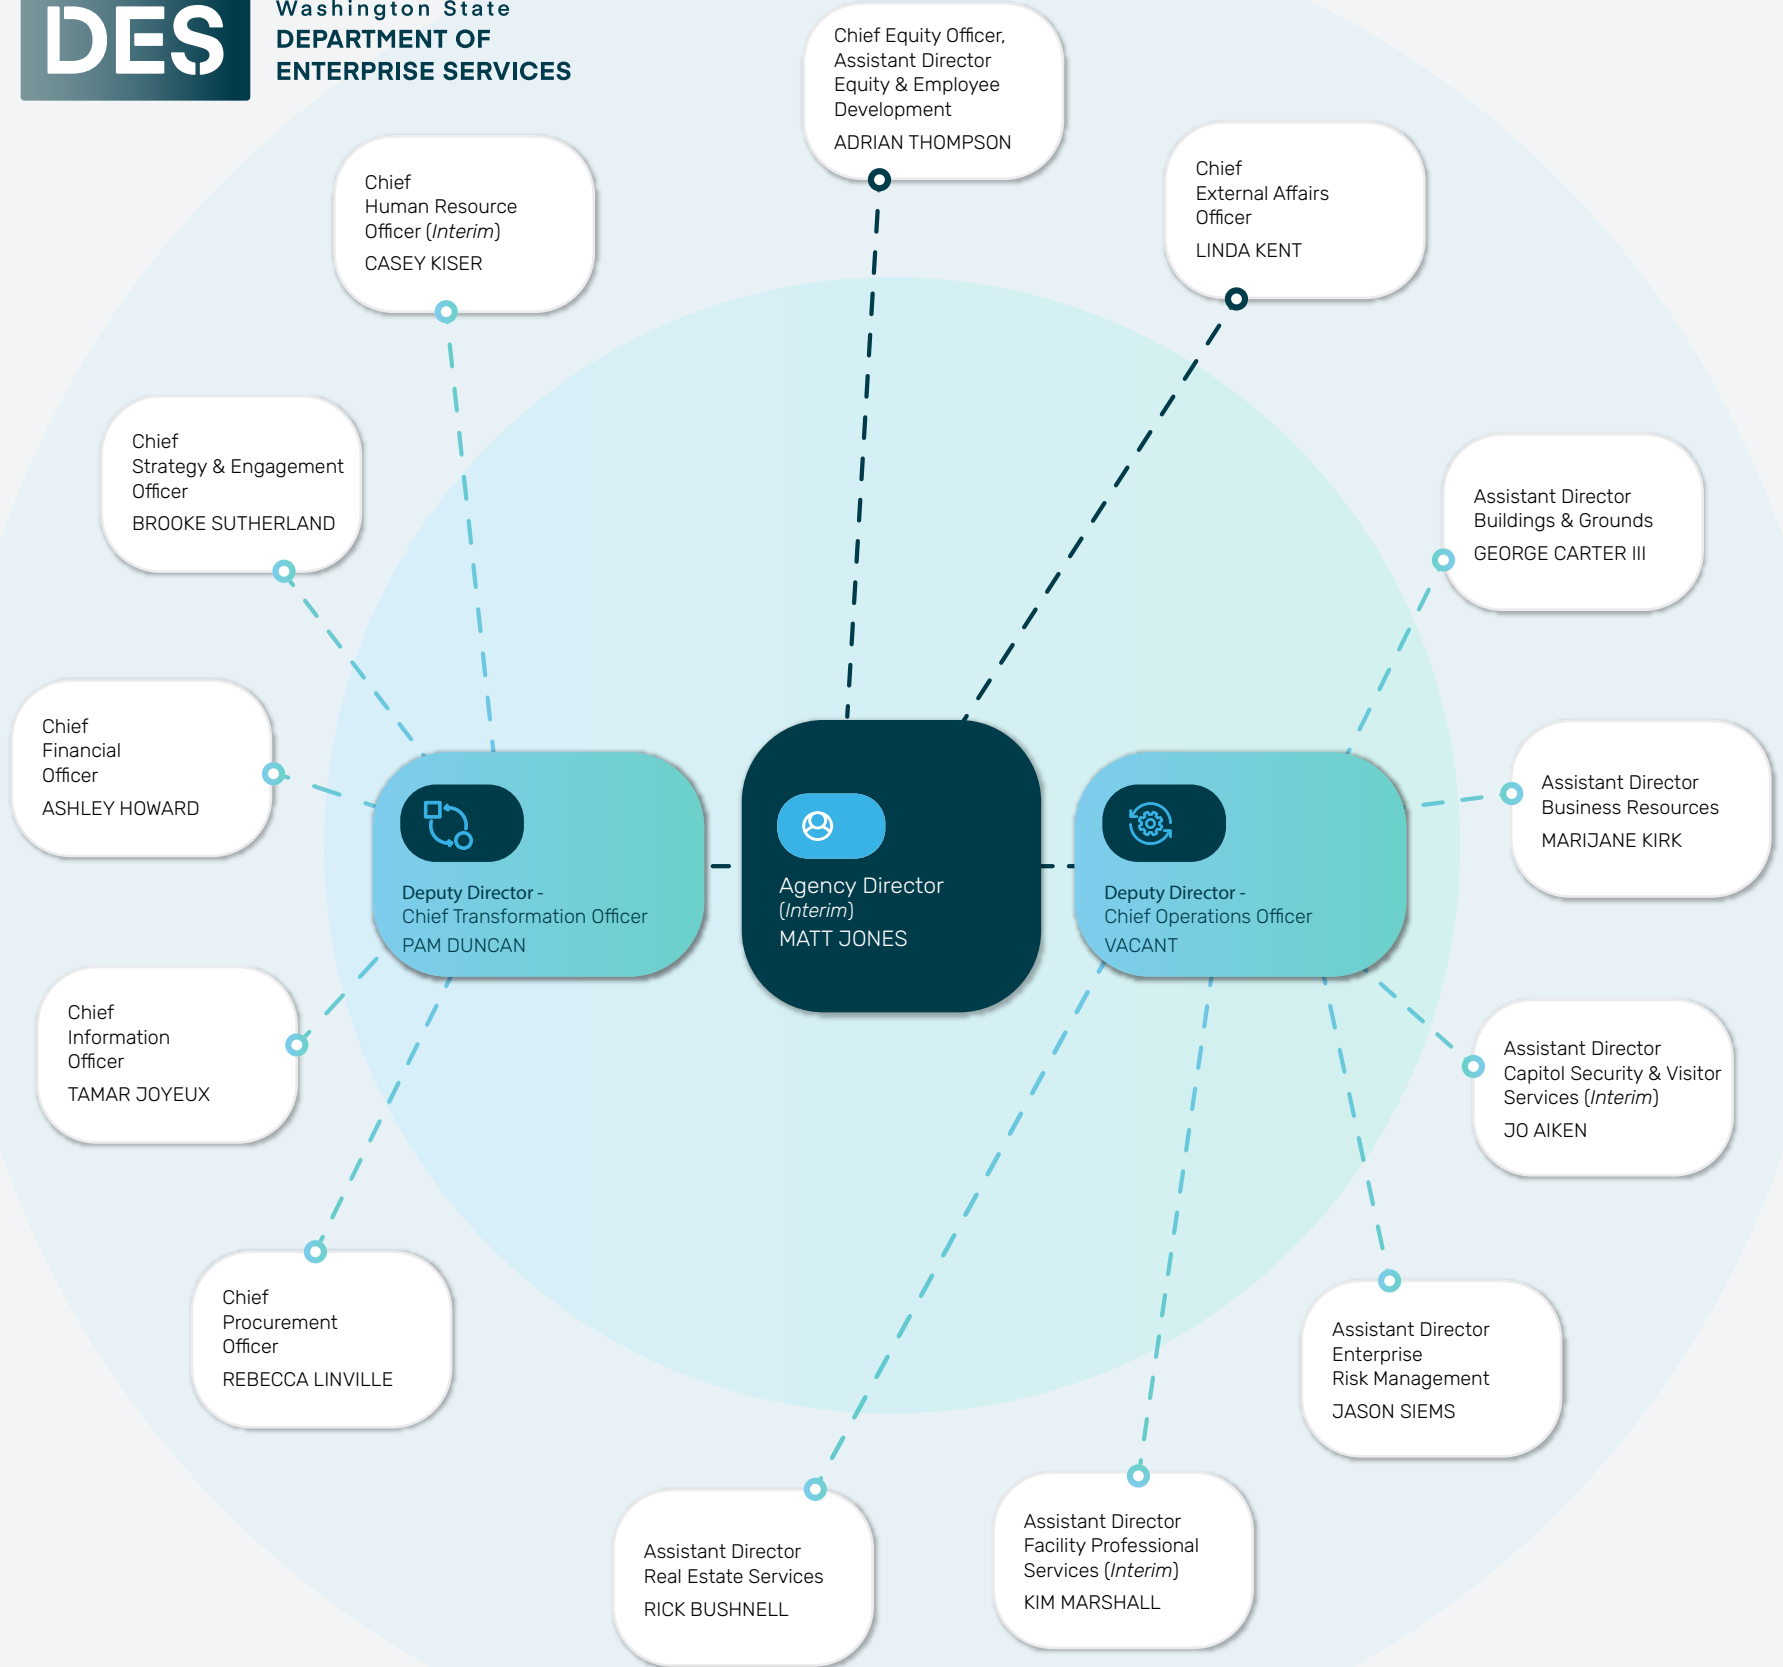 DES
Washington State
DEPARTMENT OF
ENTERPRISE SERVICES
Chief Equity Officer,
Assistant Director
Equity & Employee
Development
ADRIAN THOMPSON
Chief
External Affairs
Officer
LINDA KENT
Chief
Human Resource
Officer (Interim)
CASEY KISER
Chief
Strategy & Engagement
Officer
BROOKE SUTHERLAND
Assistant Director
Buildings & Grounds
GEORGE CARTER III
Chief
Financial
Officer
ASHLEY HOWARD
Assistant Director
Business Resources
MARIJANE KIRK
Deputy Director -
Chief Transformation Officer
PAM DUNCAN
Agency Director
(Interim)
MATT JONES
Deputy Director -
Chief Operations Officer
VACANT
Chief
Information
Officer
TAMAR JOYEUX
Assistant Director
Capitol Security & Visitor
Services (Interim)
JO AIKEN
Chief
Procurement
Officer
REBECCA LINVILLE
Assistant Director
Enterprise
Risk Management
JASON SIEMS
Assistant Director
Real Estate Services
RICK BUSHNELL
Assistant Director
Facility Professional
Services (Interim)
KIM MARSHALL